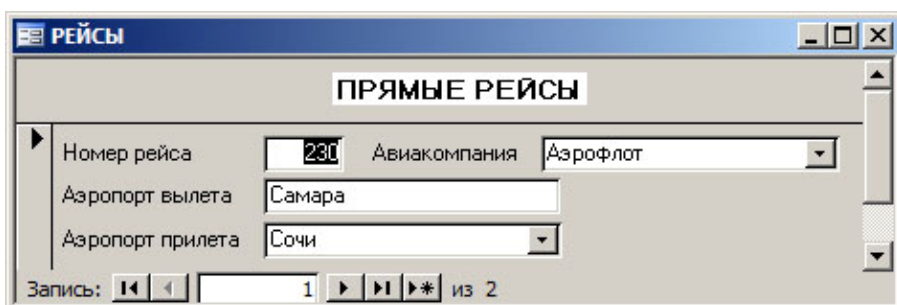 РЕЙСЫ
ПРЯМЫЕ РЕЙСЫ
Номер рейса 230 Авиакомпания Аэрофлот
Аэропорт вылета Самара
Аэропорт прилета Сочи
Запись: 1 из 2